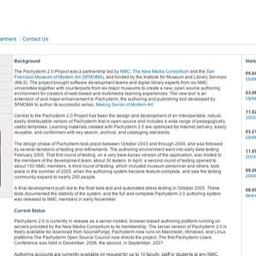 artners | Contact Us
Background
The Pachyderm 2.0 Project was a partnership led by NMC, The New Media Consortium and the San
Francisco Museum of Modern Art (SFMOMA), and funded by the Institute for Museum and Library Services
(IMLS). The project brought software development teams and digital library experts from six NMC
universities together with counterparts from six major museums to create a new, open source authoring
environment for creators of web-based and multimedia learning experiences. The new tool is an
extension of and major enhancements to Pachyderm, the authoring and publishing tool developed by
SFMOMA to author its successful series, Making Sense of Modern Art.
Central to the Pachyderm 2.0 Project has been the design and development of an interoperable, robust,
easily distributable version of Pachyderm that is open source and includes a wide range of pedagogically
useful templates. Learning materials created with Pachyderm 2.0 are optimized for Internet delivery, easily
reusable, and conformant with key search, archival, and cataloging standards.
The design phase of Pachyderm took place between October 2003 and through 2004, and was followed
by several iterations of testing and refinements. The authoring environment went into early beta testing
February 2005. That first round of testing, on a very bare-bones version of the application, was limited to
the members of the development team, about 30 testers. In April, a second round of testing opened to
about 150 NMC members. A third round of testing, which included museum personnel and others, took
place in the summer of 2005, when the authoring system became feature-complete, and saw the testing
community expand to nearly 250 people.
A final development push led to the final beta test and automated stress testing in October 2005. These
tests documented the stability of the system, and the full and complete Pachyderm 2.0 authoring system
was released to NMC members in early November.
Current Status
Pachyderm 2.0 is currently in release as a server-hosted, browser-based authoring platform running on
servers provided by the New Media Consortium to its membership. The server version of Pachyderm 2.0 is
freely available for download from SourceForge. Pachyderm now runs on Macintosh, Windows, and Linux
platforms. The Pachyderm Open Source Council now directs the project. The first Pachyderm Users
Conference was held in December, 2006, the second, in September, 2007.
Authoring accounts are currently available on request for up to 10 faculty, staff or students at any NMC
Histo